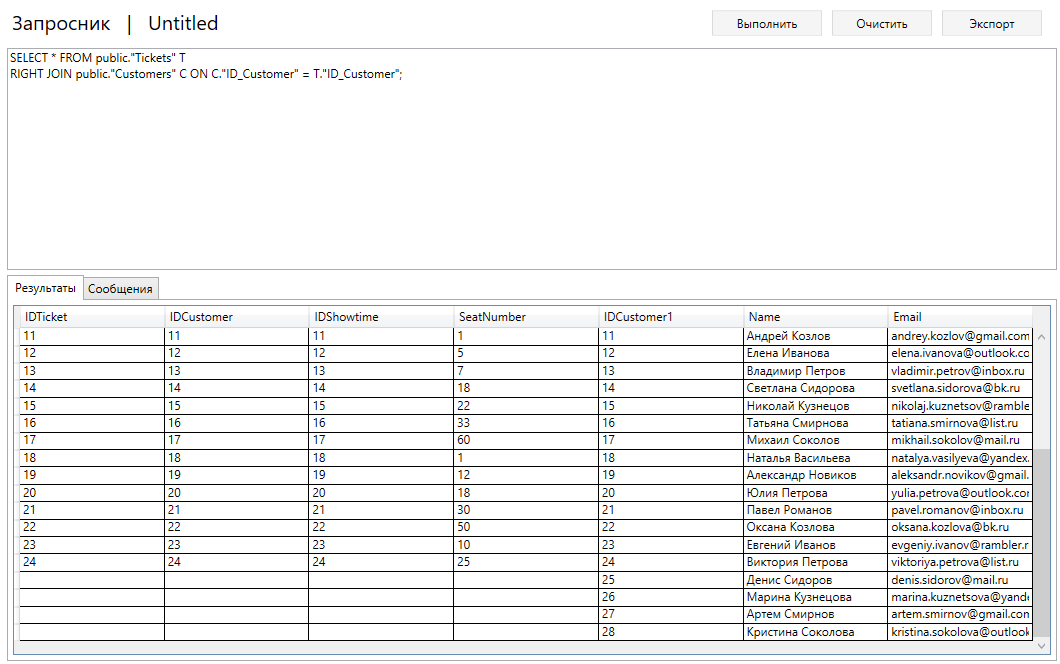 Запросник | Untitled
Выполнить Очистить Экспорт
SELECT * FROM public."Tickets" T
RIGHT JOIN public."Customers" C ON C."ID_Customer" = T."ID_Customer";
Результаты Сообщения
IDTicket IDCustomer IDShowtime SeatNumber IDCustomer1 Name Email
11 11 11 1 11 Андрей Козлов andrey.kozlov@gmail.com
12 12 12 5 12 Елена Иванова elena.ivanova@outlook.co
13 13 13 7 13 Владимир Петров vladimir.petrov@inbox.ru
14 14 14 18 14 Светлана Сидорова svetlana.sidorova@bk.ru
15 15 15 22 15 Николай Кузнецов nikolaj.kuznetsov@ramble
16 16 16 33 16 Татьяна Смирнова tatiana.smirnova@list.ru
17 17 17 60 17 Михаил Соколов mikhail.sokolov@mail.ru
18 18 18 1 18 Наталья Васильева natalya.vasilyeva@yandex.
19 19 19 12 19 Александр Новиков aleksandr.novikov@gmail.
20 20 20 18 20 Юлия Петрова yulia.petrova@outlook.cor
21 21 21 30 21 Павел Романов pavel.romanov@inbox.ru
22 22 22 50 22 Оксана Козлова oksana.kozlova@bk.ru
23 23 23 10 23 Евгений Иванов evgeniy.ivanov@rambler.r
24 24 24 25 24 Виктория Петрова viktoriya.petrova@list.ru
25 Денис Сидоров denis.sidorov@mail.ru
26 Марина Кузнецова marina.kuznetsova@yande
27 Артем Смирнов artem.smirnov@gmail.con
28 Кристина Соколова kristina.sokolova@outlook